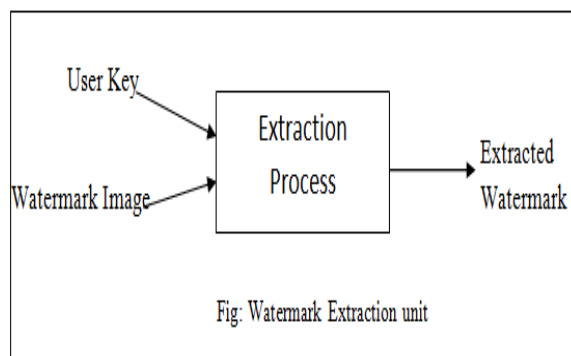 User Key
Watermark Image
Extraction
Process
Extracted
Watermark
Fig: Watermark Extraction unit